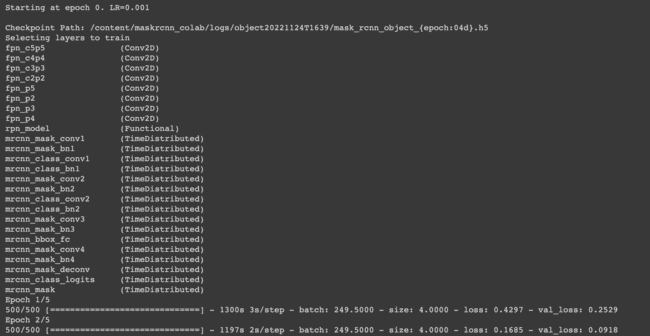 Starting at epoch 0. LR=0.001
Checkpoint Path: /content/maskrcnn_colab/logs/object20221124T1639/mask_rcnn_object_{epoch:04d}.h5
Selecting layers to train
fpn_c5p5 (Conv2D)
fpn_c4p4 (Conv2D)
fpn_c3p3 (Conv2D)
fpn_c2p2 (Conv2D)
fpn_p5 (Conv2D)
fpn_p2 (Conv2D)
fpn_p3 (Conv2D)
fpn_p4 (Conv2D)
rpn_model (Functional)
mrcnn_mask_conv1 (TimeDistributed)
mrcnn_mask_bn1 (TimeDistributed)
mrcnn_class_conv1 (TimeDistributed)
mrcnn_class_bn1 (TimeDistributed)
mrcnn_mask_conv2 (TimeDistributed)
mrcnn_mask_bn2 (TimeDistributed)
mrcnn_class_conv2 (TimeDistributed)
mrcnn_class_bn2 (TimeDistributed)
mrcnn_mask_conv3 (TimeDistributed)
mrcnn_mask_bn3 (TimeDistributed)
mrcnn_bbox_fc (TimeDistributed)
mrcnn_mask_conv4 (TimeDistributed)
mrcnn_mask_bn4 (TimeDistributed)
mrcnn_mask_deconv (TimeDistributed)
mrcnn_class_logits (TimeDistributed)
mrcnn_mask (TimeDistributed)
Epoch 1/5
500/500 [==============================] - 1300s 3s/step - batch: 249.5000 - size: 4.0000 - loss: 0.4297 - val_loss: 0.2529
Epoch 2/5
500/500 [==============================] - 1197s 2s/step - batch: 249.5000 - size: 4.0000 - loss: 0.1685 - val_loss: 0.0918